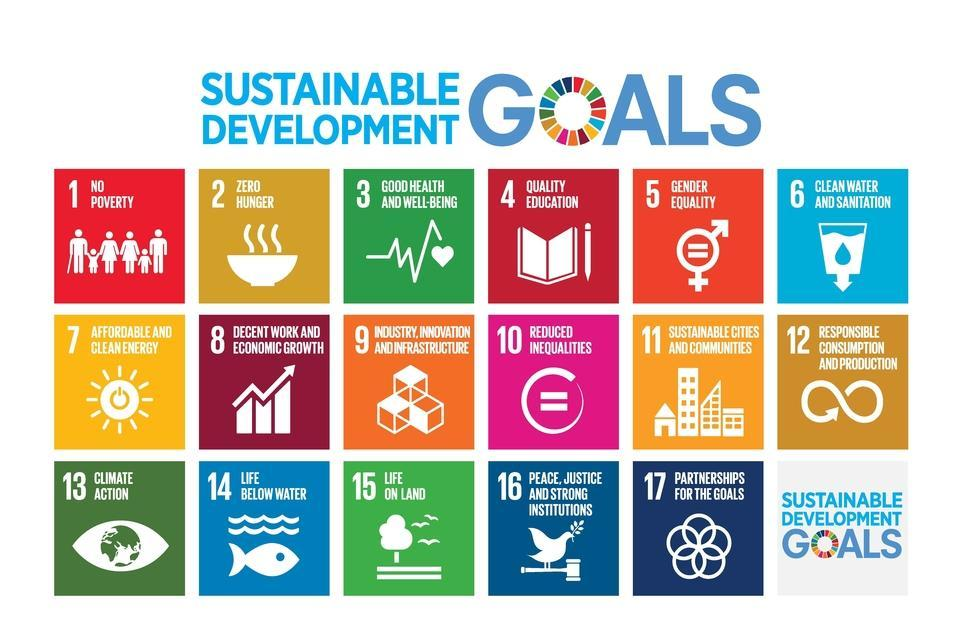 SUSTAINABLE
DEVELOPMENT
GOALS
1 NO
POVERTY
2 ZERO
HUNGER
3 GOOD HEALTH
AND WELL-BEING
4 QUALITY
EDUCATION
5 GENDER
EQUALITY
6 CLEAN WATER
AND SANITATION
7 AFFORDABLE AND
CLEAN ENERGY
8 DECENT WORK AND
ECONOMIC GROWTH
9 INDUSTRY, INNOVATION
AND INFRASTRUCTURE
10 REDUCED
INEQUALITIES
11 SUSTAINABLE CITIES
AND COMMUNITIES
12 RESPONSIBLE
CONSUMPTION
AND PRODUCTION
13 CLIMATE
ACTION
14 LIFE
BELOW WATER
15 LIFE
ON LAND
16 PEACE, JUSTICE
AND STRONG
INSTITUTIONS
17 PARTNERSHIPS
FOR THE GOALS
SUSTAINABLE
DEVELOPMENT
GOALS